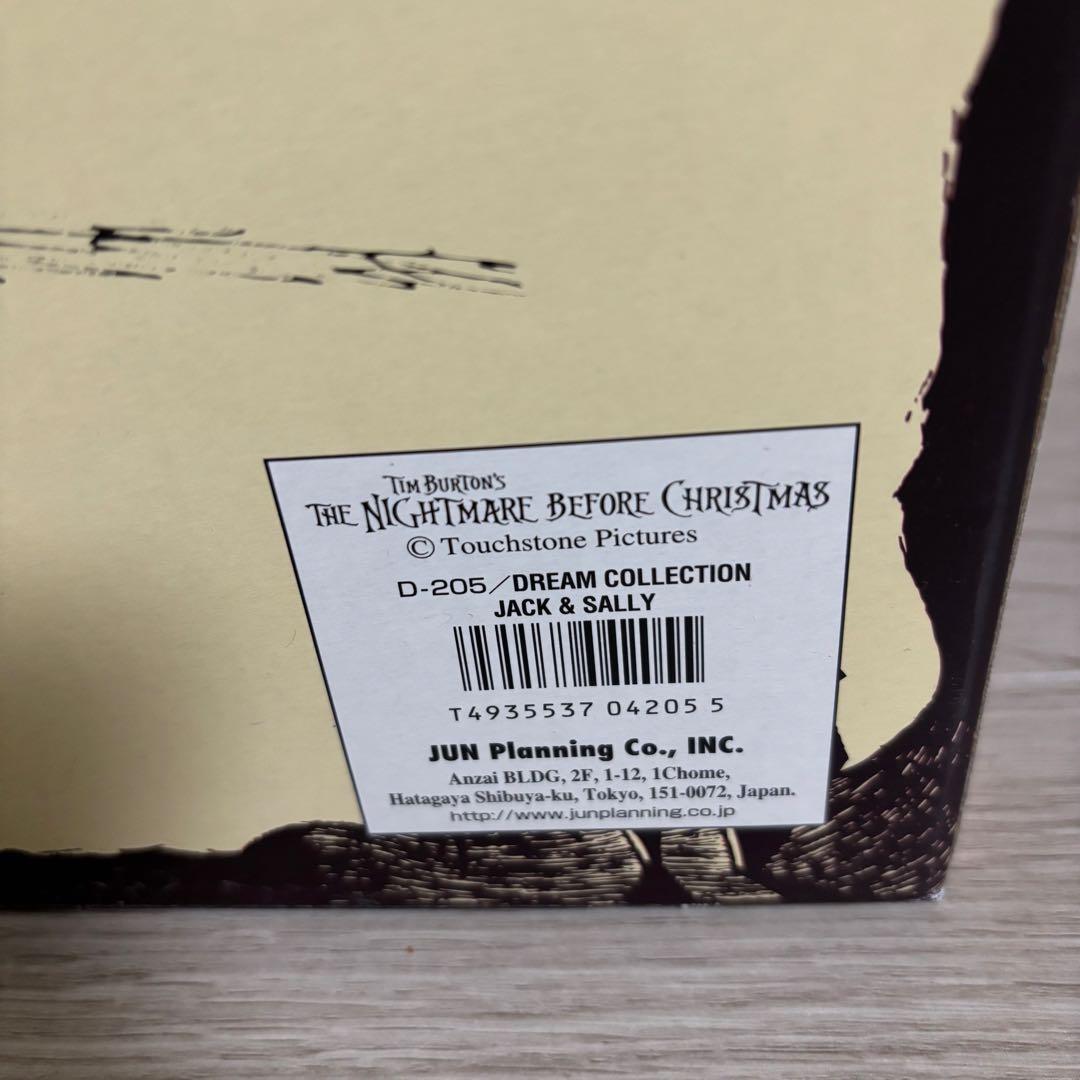 TIM BURTON'S
THE NIGHTMARE BEFORE CHRISTMAS
© Touchstone Pictures
D-205/DREAM COLLECTION
JACK & SALLY
T4935537 04205 5
JUN Planning Co., INC.
Anzai BLDG, 2F, 1-12, 1Chome,
Hatagaya Shibuya-ku, Tokyo, 151-0072, Japan.
http://www.junplanning.co.jp